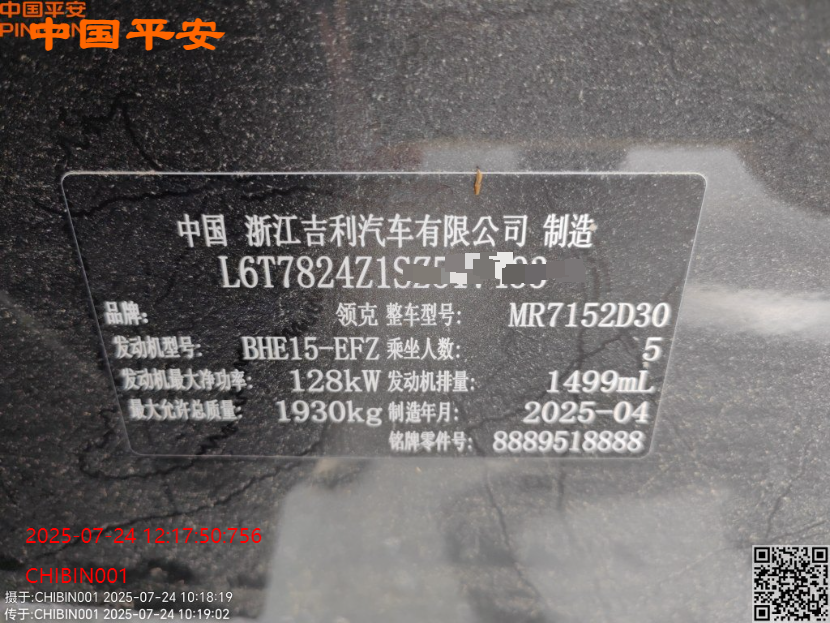 中国平安
中国平安
中国 浙江吉利汽车有限公司 制造
L6T7824Z1S
品牌: 领克 整车型号: MR7152D30
发动机型号: BHE15-EFZ 乘坐人数: 5
发动机最大净功率: 128kW 发动机排量: 1499mL
最大允许总质量: 1930kg 制造年月: 2025-04
铭牌零件号: 8889518888
2025-07-24 12:17:50:756
CHIBIN001
摄于:CHIBIN001 2025-07-24 10:18:19
传于:CHIBIN001 2025-07-24 10:19:02